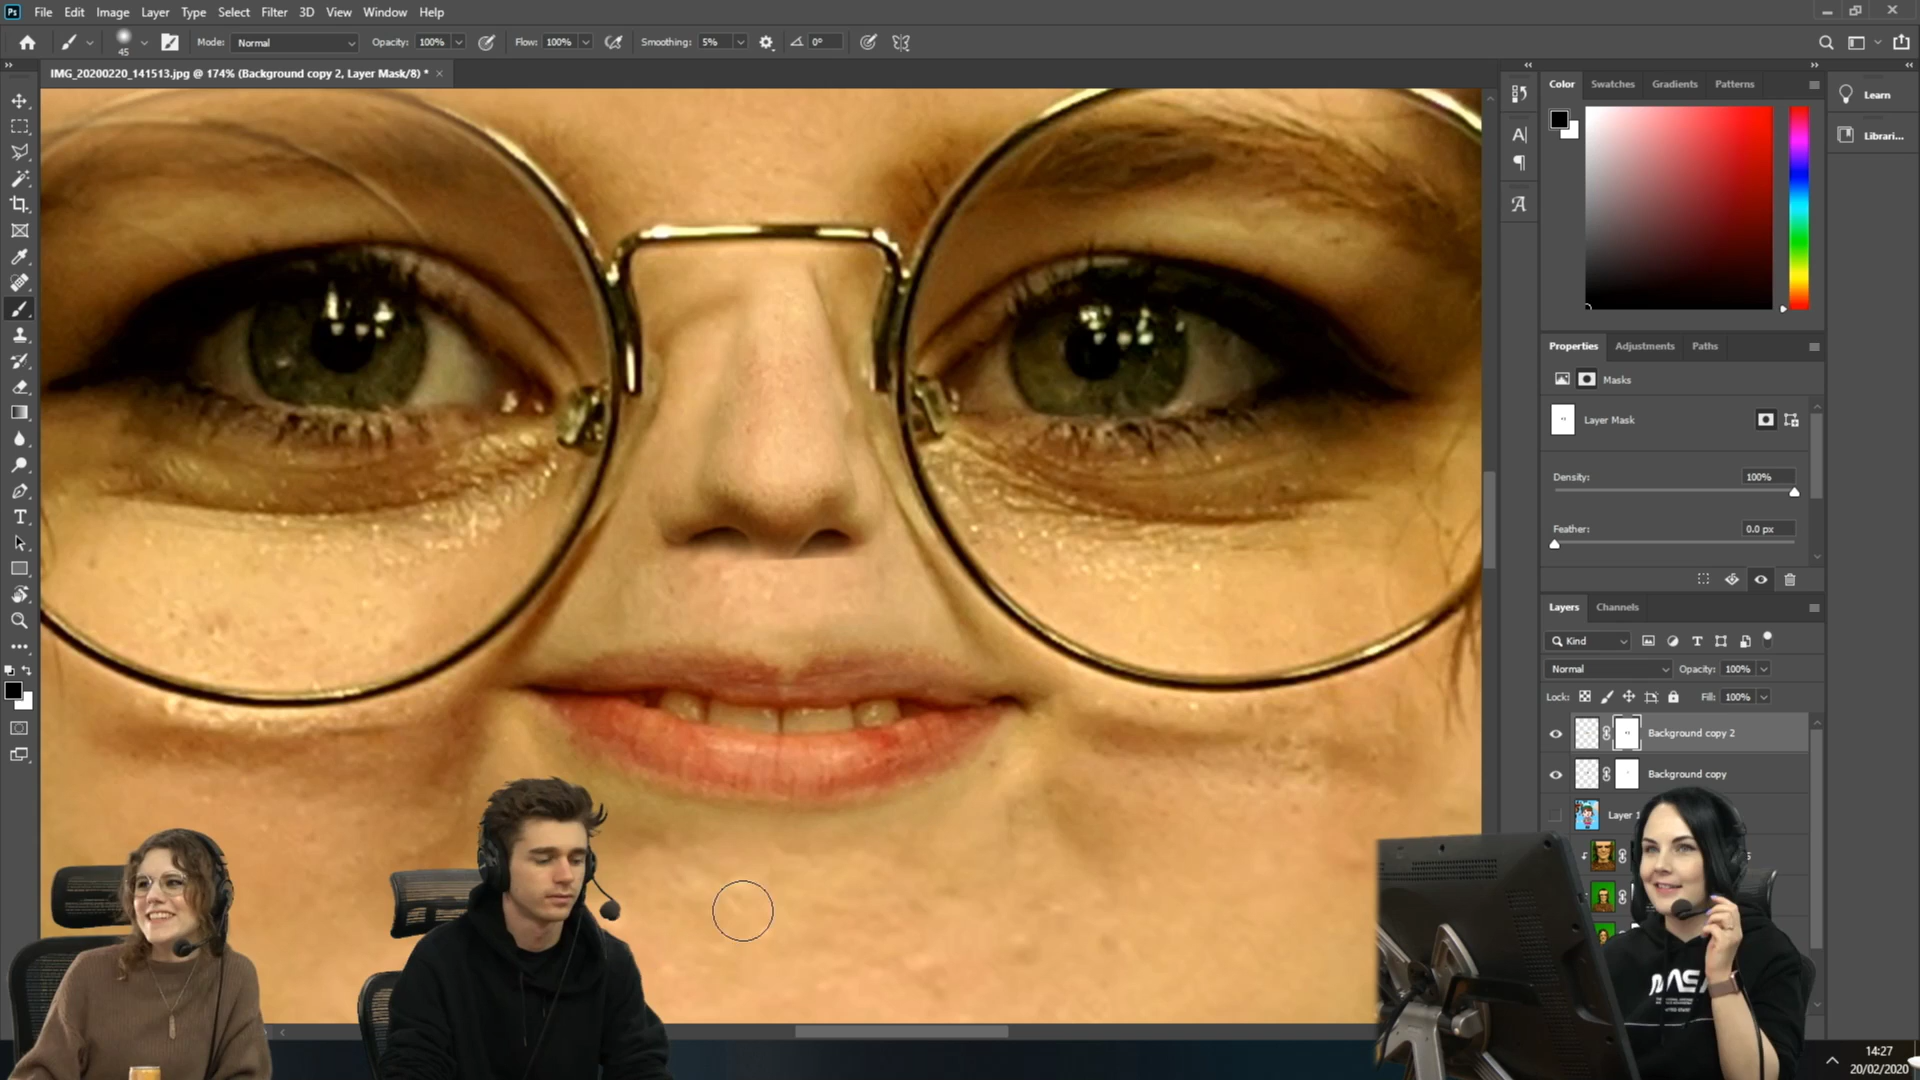 Ps File Edit Image Layer Type Select Filter 3D View Window Help
45 Mode: Normal Opacity: 100% Flow: 100% Smoothing: 5% 0°
IMG_20200220_141513.jpg @ 174% (Background copy 2, Layer Mask/8) * ×
Color Swatches Gradients Patterns
Learn
Librari...
Properties Adjustments Paths
Masks
Layer Mask
Density: 100%
Feather: 0.0 px
Layers Channels
Kind
Normal Opacity: 100%
Lock: Fill: 100%
Background copy 2
Background copy
Layer 1
14:27
20/02/2020